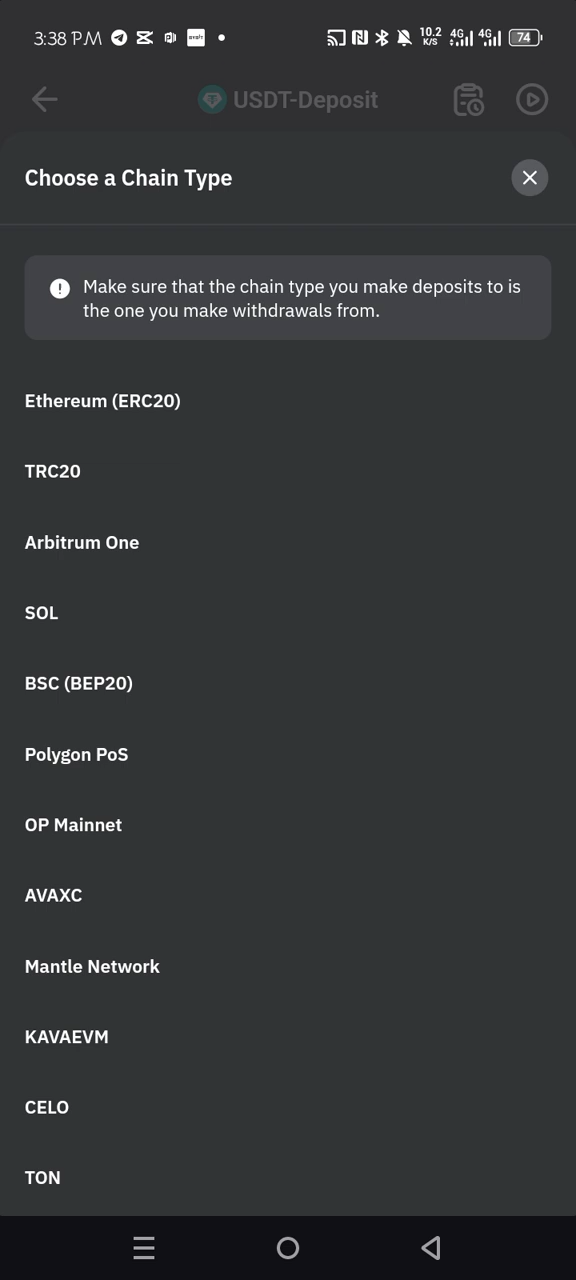 3:38 PM
10.2 K/S 4G 4G 74
USDT-Deposit
Choose a Chain Type
Make sure that the chain type you make deposits to is
the one you make withdrawals from.
Ethereum (ERC20)
TRC20
Arbitrum One
SOL
BSC (BEP20)
Polygon PoS
OP Mainnet
AVAXC
Mantle Network
KAVAEVM
CELO
TON